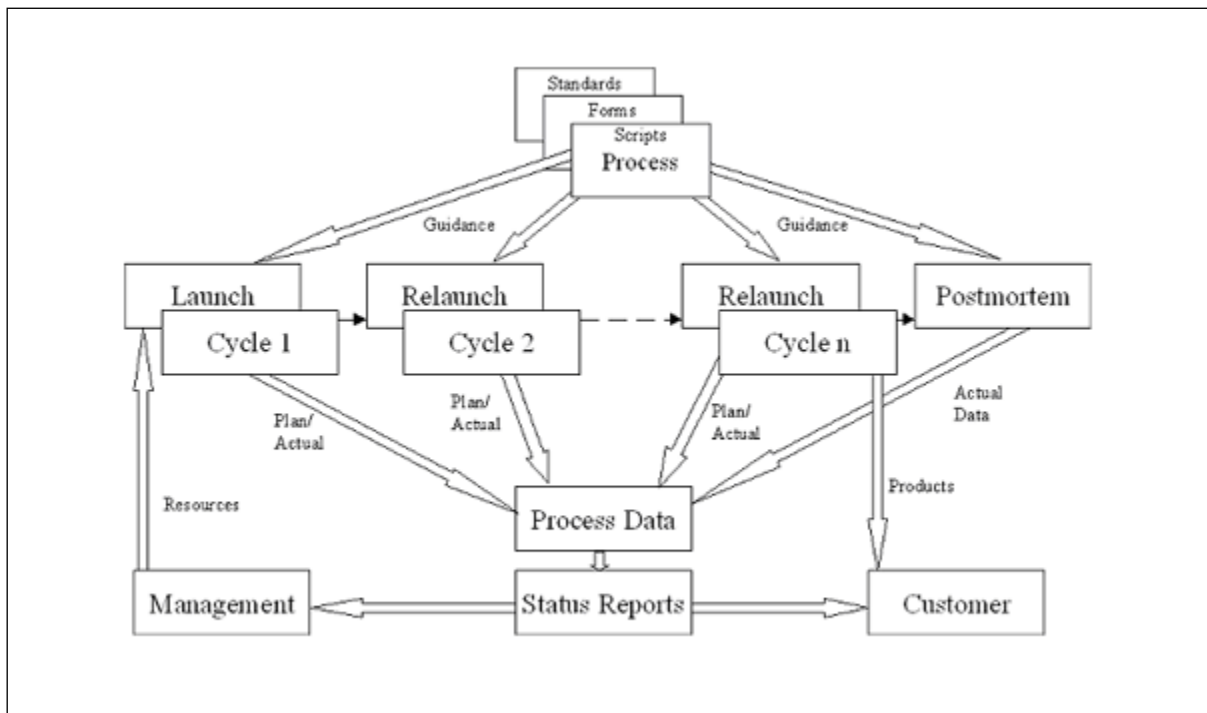 Standards
Forms
Scripts
Process
Guidance
Guidance
Launch
Relaunch
Relaunch
Postmortem
Cycle 1
Cycle 2
Cycle n
Plan/
Actual
Plan/
Actual
Plan/
Actual
Actual
Data
Resources
Products
Process Data
Management
Status Reports
Customer